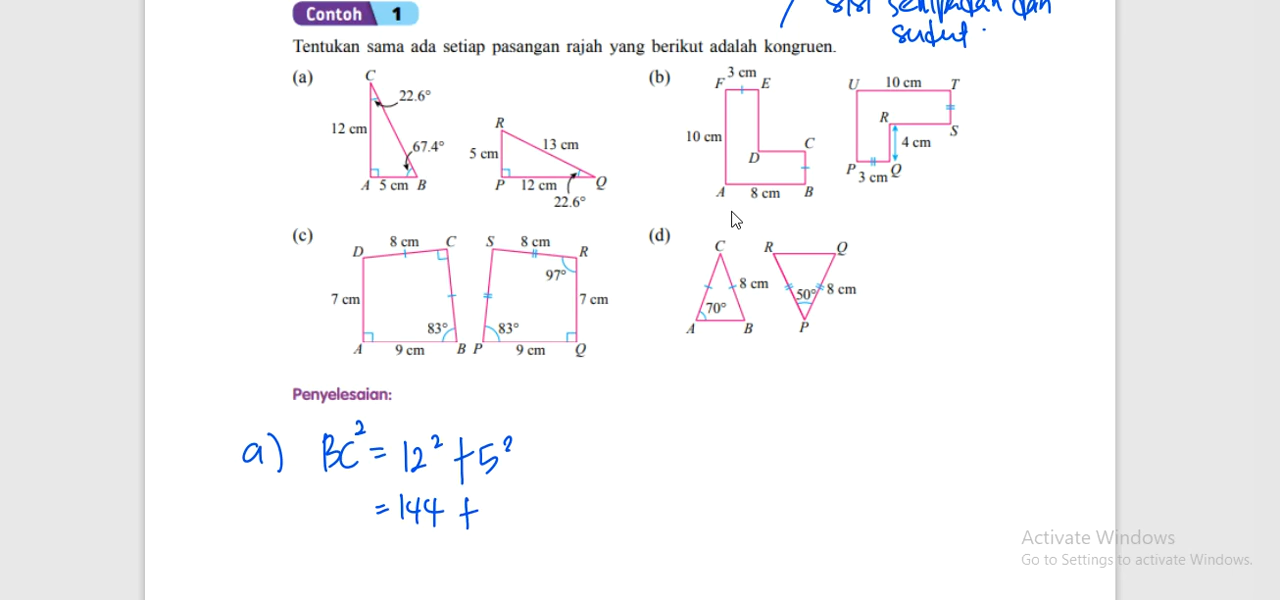 sisi sepadan dan
sudut.
Contoh 1
Tentukan sama ada setiap pasangan rajah yang berikut adalah kongruen.
(a)
C
22.6°
12 cm
67.4°
A 5 cm B
R
5 cm
13 cm
P 12 cm Q
22.6°
(b)
3 cm
F E
10 cm
C
D
A 8 cm B
U 10 cm T
R
S
4 cm
P 3 cm Q
(c)
D 8 cm C
7 cm
83°
A 9 cm B
S 8 cm R
97°
7 cm
83°
P 9 cm Q
(d)
C
8 cm
70°
A B
R Q
50° 8 cm
P
Penyelesaian:
a) BC² = 12² + 5²
= 144 +
Activate Windows
Go to Settings to activate Windows.